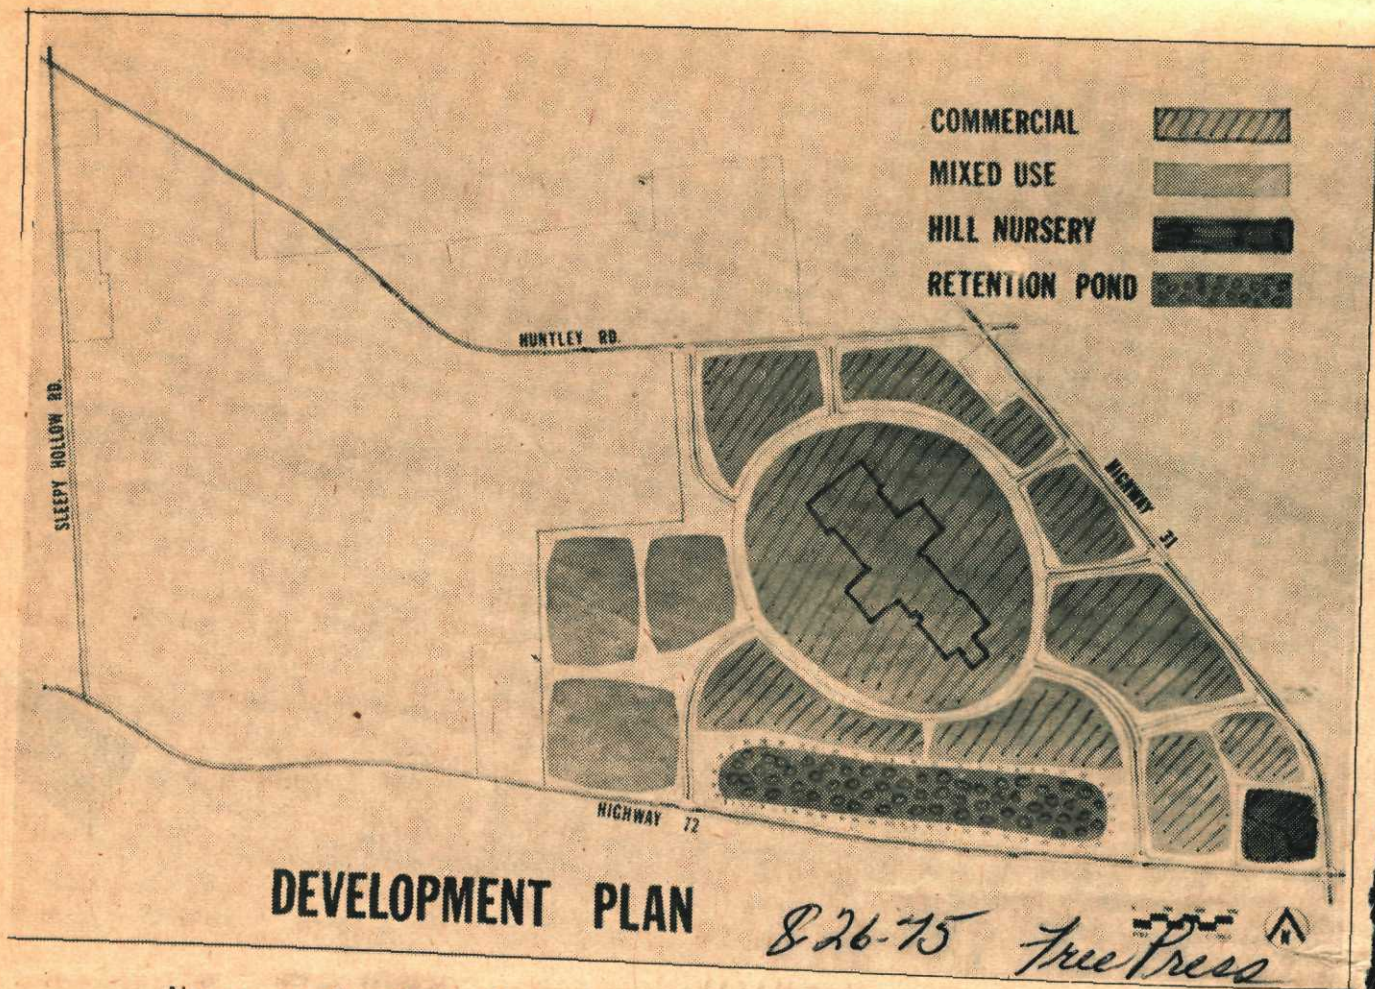 COMMERCIAL
MIXED USE
HILL NURSERY
RETENTION POND
HUNTLEY RD.
SLEEPY HOLLOW RD.
HIGHWAY 31
HIGHWAY 72
DEVELOPMENT PLAN
8-26-75 Free Press
N